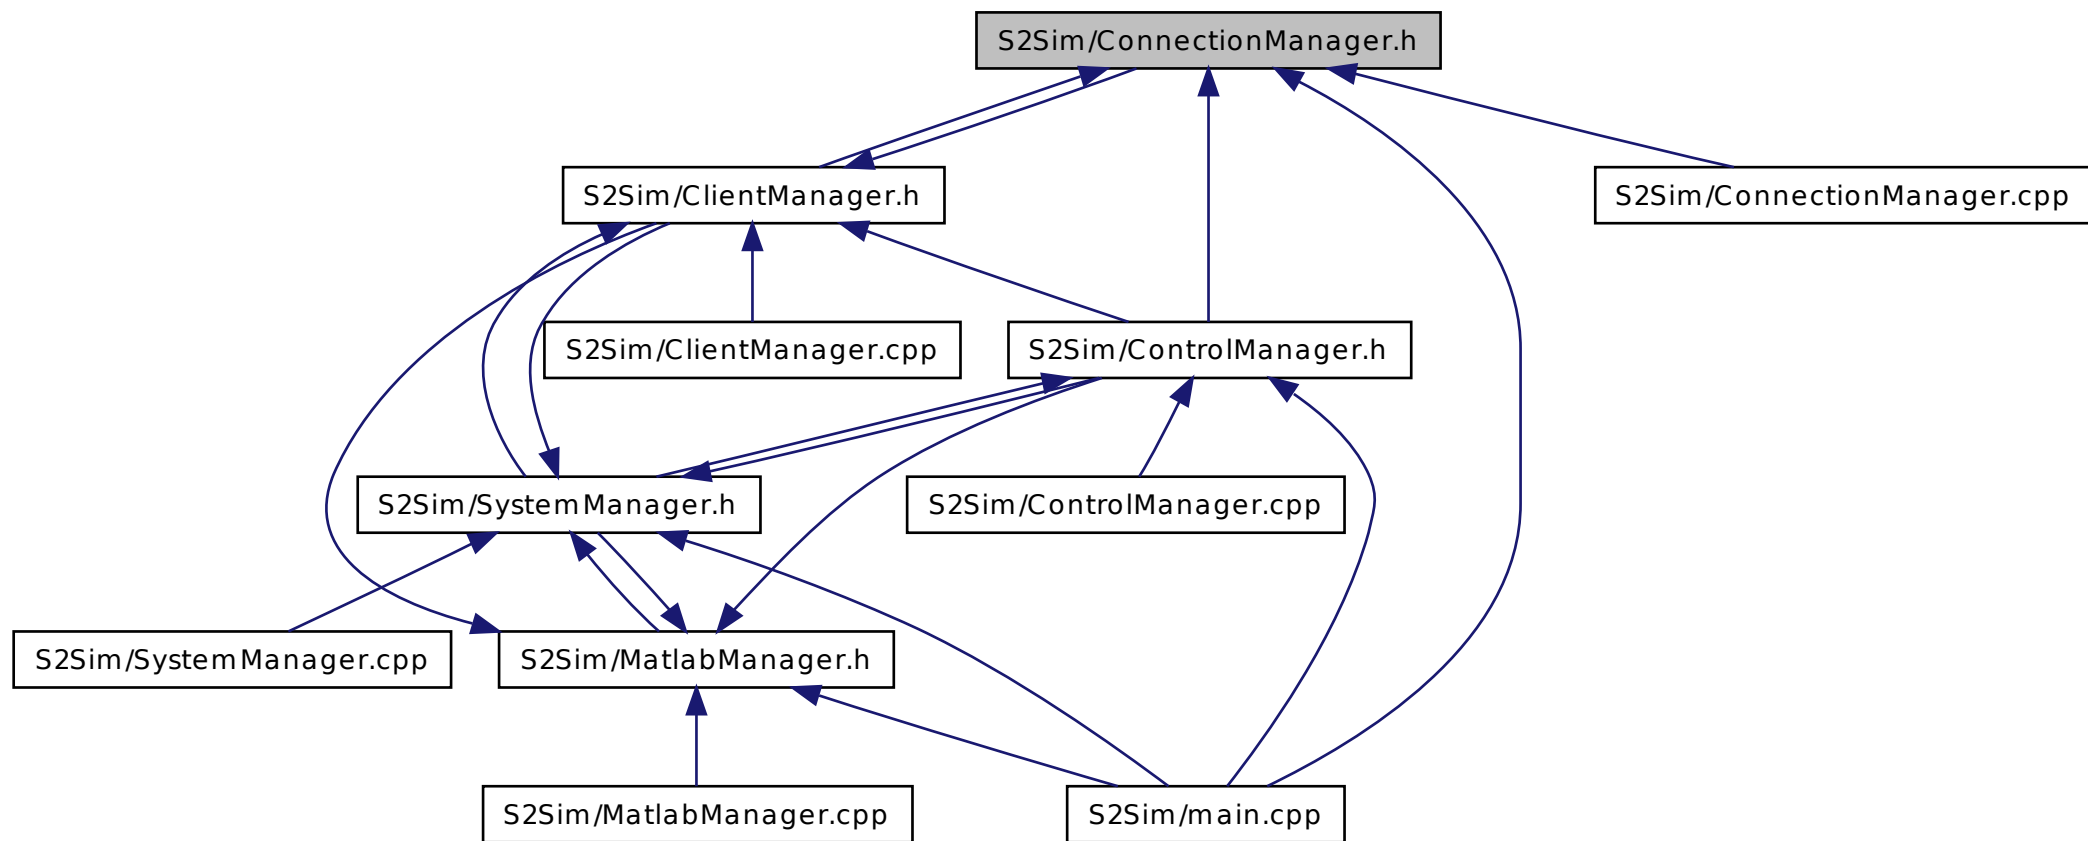 S2Sim/ConnectionManager.h
S2Sim/ClientManager.h
S2Sim/ConnectionManager.cpp
S2Sim/ClientManager.cpp
S2Sim/ControlManager.h
S2Sim/SystemManager.h
S2Sim/ControlManager.cpp
S2Sim/SystemManager.cpp
S2Sim/MatlabManager.h
S2Sim/MatlabManager.cpp
S2Sim/main.cpp